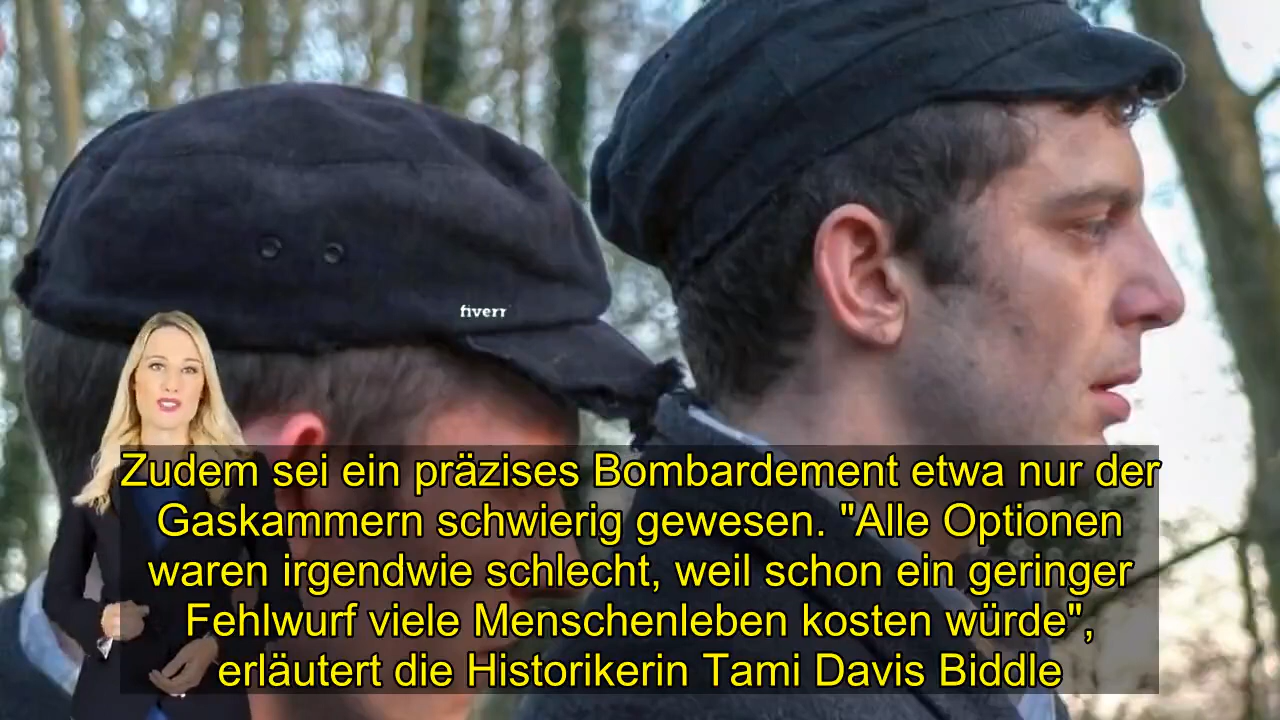 fiverr
Zudem sei ein präzises Bombardement etwa nur der
Gaskammern schwierig gewesen. "Alle Optionen
waren irgendwie schlecht, weil schon ein geringer
Fehlwurf viele Menschenleben kosten würde",
erläutert die Historikerin Tami Davis Biddle